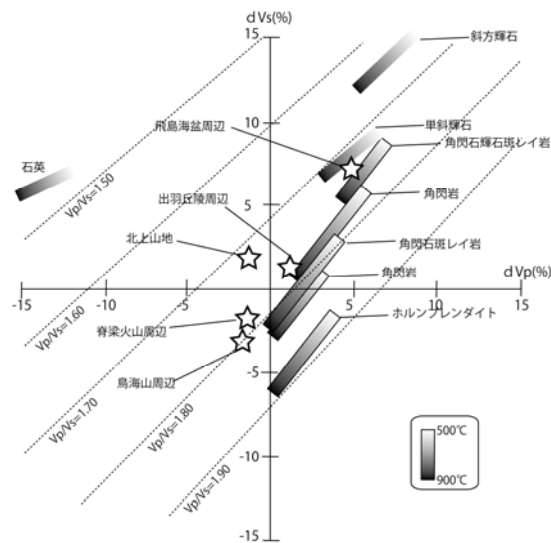 dVs(%)
15
斜方輝石
10
飛島海盆周辺
単斜輝石
角閃石輝石斑レイ岩
石英
Vp/Vs=1.50
出羽丘陵周辺
5
角閃岩
北上山地
角閃石斑レイ岩
角閃岩
dVp(%)
-15
-10
-5
0
5
10
15
Vp/Vs=1.60
脊梁火山周辺
ホルンブレンダイト
鳥海山周辺
-5
Vp/Vs=1.70
Vp/Vs=1.80
500℃
900℃
Vp/Vs=1.90
-10
-15